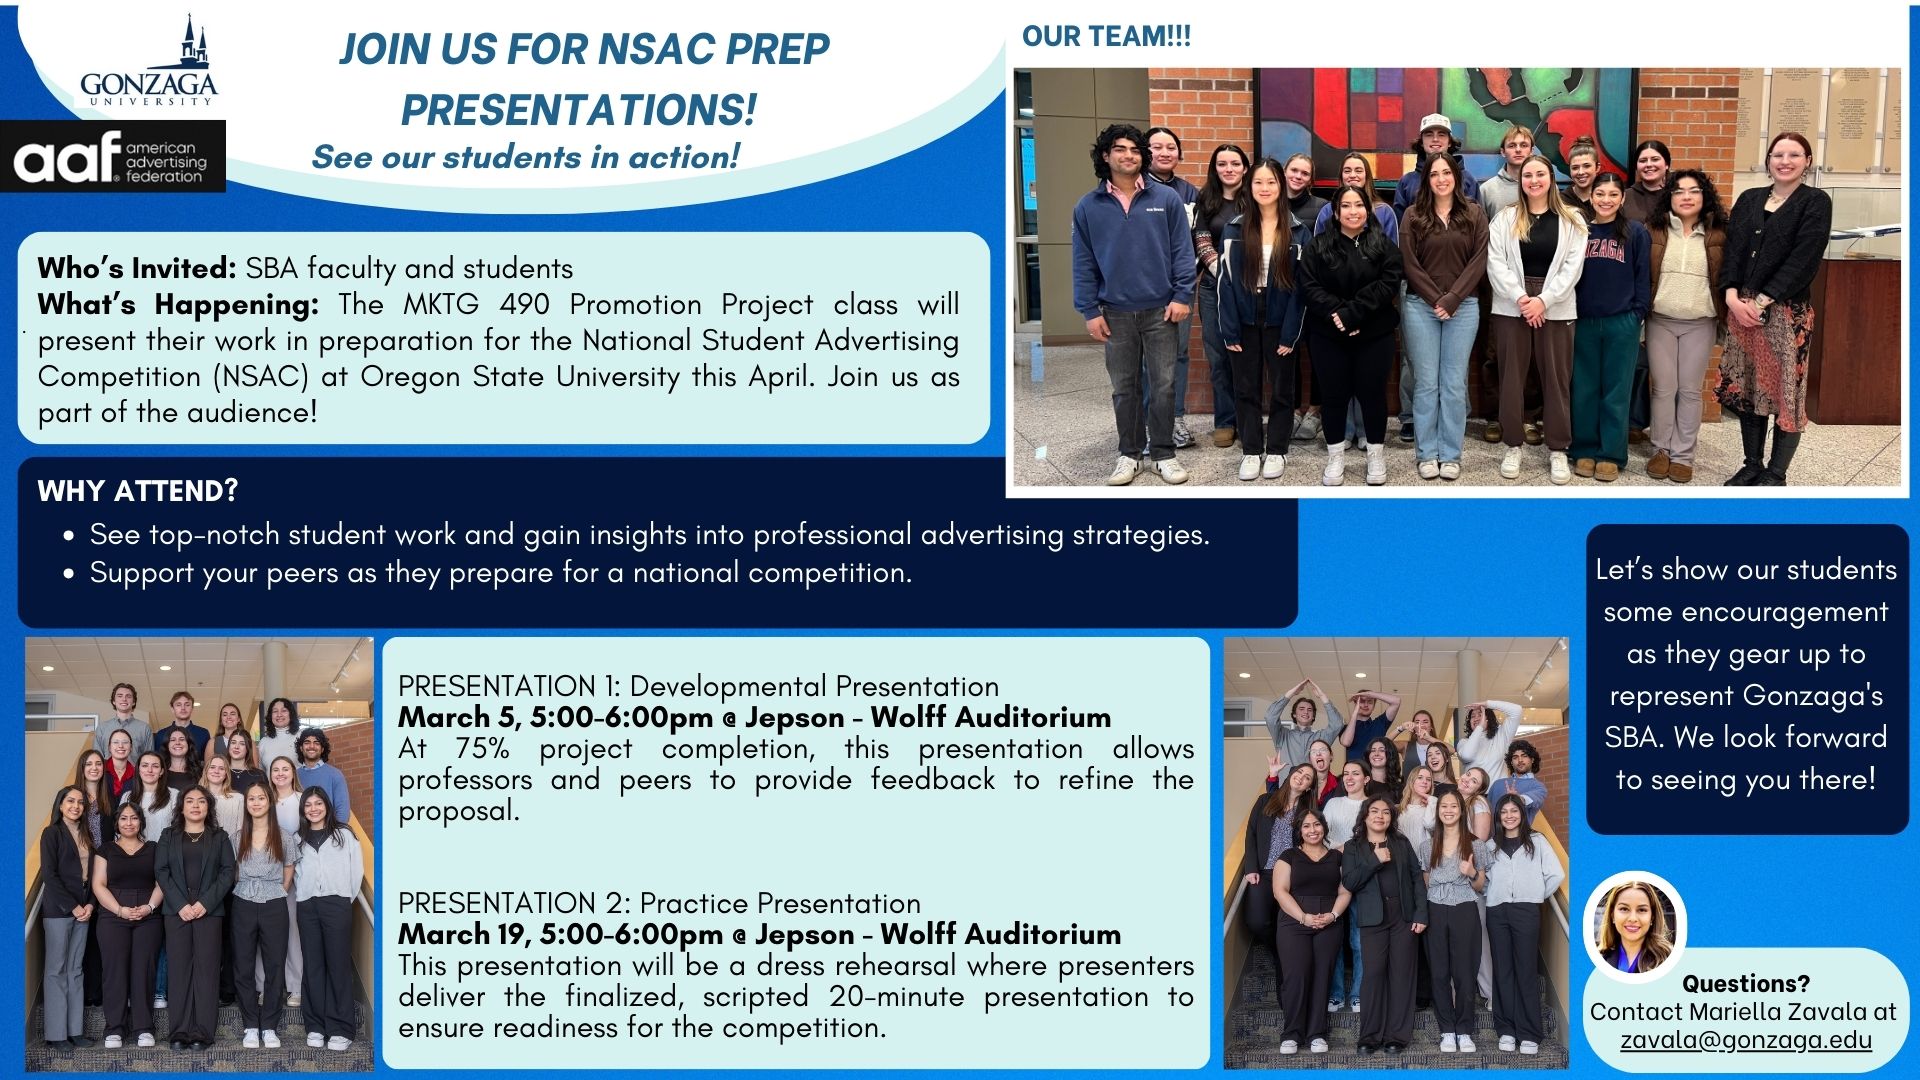 GONZAGA
UNIVERSITY
aaf® american
advertising
federation
JOIN US FOR NSAC PREP
PRESENTATIONS!
See our students in action!
OUR TEAM!!!
Who's Invited: SBA faculty and students
What's Happening: The MKTG 490 Promotion Project class will
present their work in preparation for the National Student Advertising
Competition (NSAC) at Oregon State University this April. Join us as
part of the audience!
WHY ATTEND?
• See top-notch student work and gain insights into professional advertising strategies.
• Support your peers as they prepare for a national competition.
PRESENTATION 1: Developmental Presentation
March 5, 5:00-6:00pm @ Jepson - Wolff Auditorium
At 75% project completion, this presentation allows
professors and peers to provide feedback to refine the
proposal.
PRESENTATION 2: Practice Presentation
March 19, 5:00-6:00pm @ Jepson - Wolff Auditorium
This presentation will be a dress rehearsal where presenters
deliver the finalized, scripted 20-minute presentation to
ensure readiness for the competition.
Let's show our students
some encouragement
as they gear up to
represent Gonzaga's
SBA. We look forward
to seeing you there!
Questions?
Contact Mariella Zavala at
zavala@gonzaga.edu